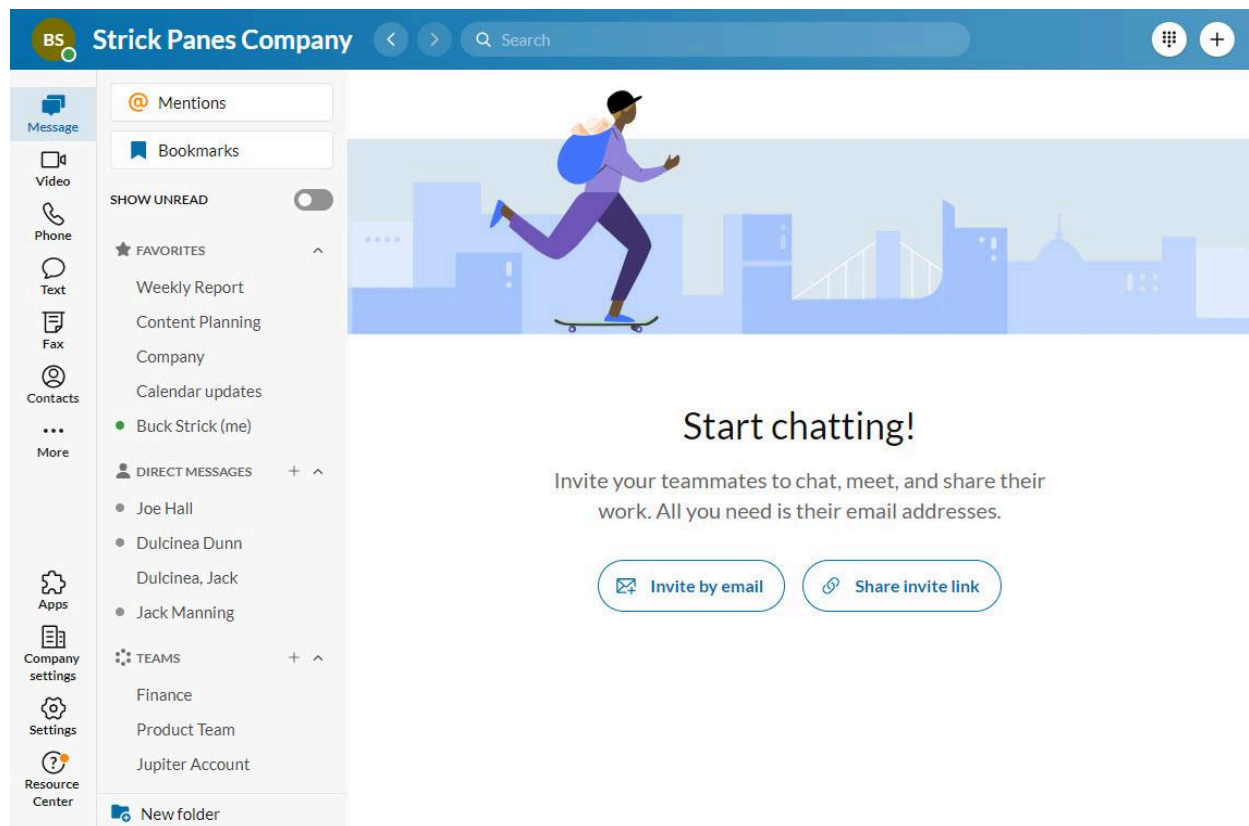 BS
Strick Panes Company
Search
Message
Video
Phone
Text
Fax
Contacts
More
Apps
Company
settings
Settings
Resource
Center
@ Mentions
Bookmarks
SHOW UNREAD
FAVORITES
Weekly Report
Content Planning
Company
Calendar updates
Buck Strick (me)
DIRECT MESSAGES
Joe Hall
Dulcinea Dunn
Dulcinea, Jack
Jack Manning
TEAMS
Finance
Product Team
Jupiter Account
New folder
Start chatting!
Invite your teammates to chat, meet, and share their
work. All you need is their email addresses.
Invite by email
Share invite link